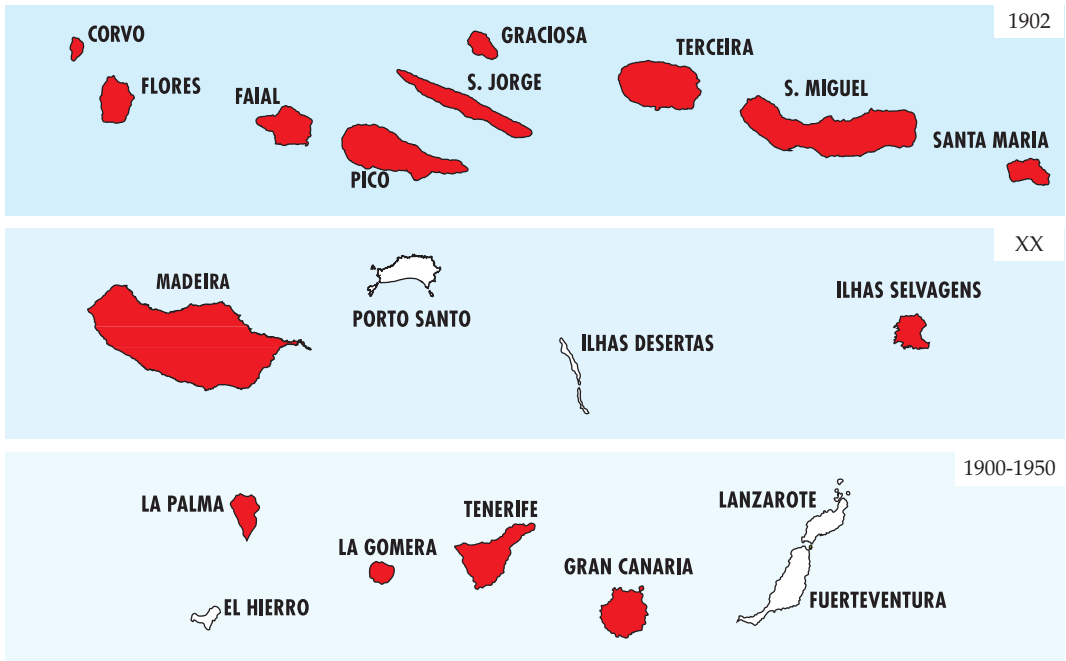 1902
CORVO
GRACIOSA
TERCEIRA
FLORES
S. JORGE
FAIAL
S. MIGUEL
SANTA MARIA
PICO
XX
MADEIRA
ILHAS SELVAGENS
PORTO SANTO
ILHAS DESERTAS
1900-1950
LA PALMA
LANZAROTE
TENERIFE
LA GOMERA
GRAN CANARIA
EL HIERRO
FUERTEVENTURA